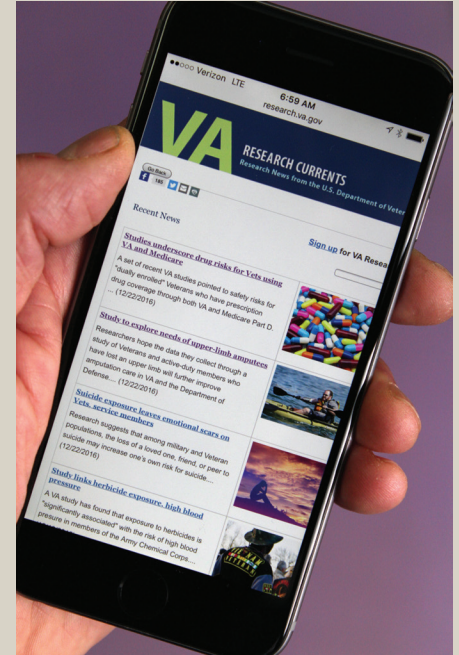 Verizon LTE
6:59 AM
research.va.gov
VA
RESEARCH CURRENTS
Research News from the U.S. Department of Veter
Go Back
f 185
Recent News
Sign up for VA Resea
Studies underscore drug risks for Vets using
VA and Medicare
A set of recent VA studies pointed to safety risks for
"dually enrolled" Veterans who have prescription
drug coverage through both VA and Medicare Part D.
... (12/22/2016)
Study to explore needs of upper-limb amputees
Researchers hope the data they collect through a
study of Veterans and active-duty members who
have lost an upper limb will further improve
amputation care in VA and the Department of
Defense.... (12/22/2016)
Suicide exposure leaves emotional scars on
Vets, service members
Research suggests that among military and Veteran
populations, the loss of a loved one, friend, or peer to
suicide may increase one's own risk for suicide....
(12/22/2016)
Study links herbicide exposure, high blood
pressure
A VA study has found that exposure to herbicides is
"significantly associated" with the risk of high blood
presure in members of the Army Chemical Corps....
VETERAN